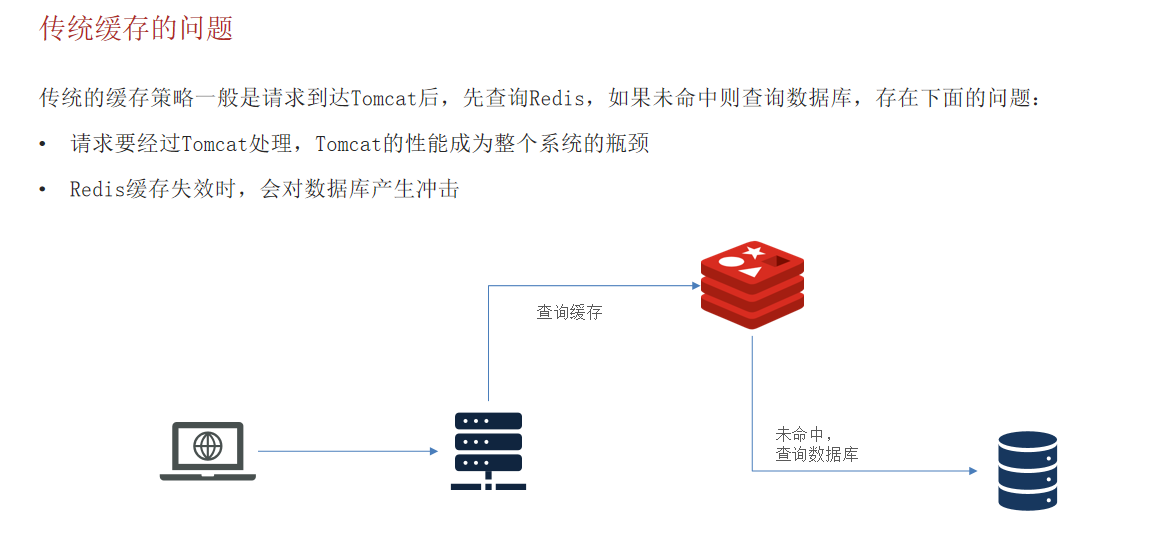 传统缓存的问题
传统的缓存策略一般是请求到达Tomcat后，先查询Redis，如果未命中则查询数据库，存在下面的问题：
• 请求要经过Tomcat处理，Tomcat的性能成为整个系统的瓶颈
• Redis缓存失效时，会对数据库产生冲击
查询缓存
未命中，
查询数据库